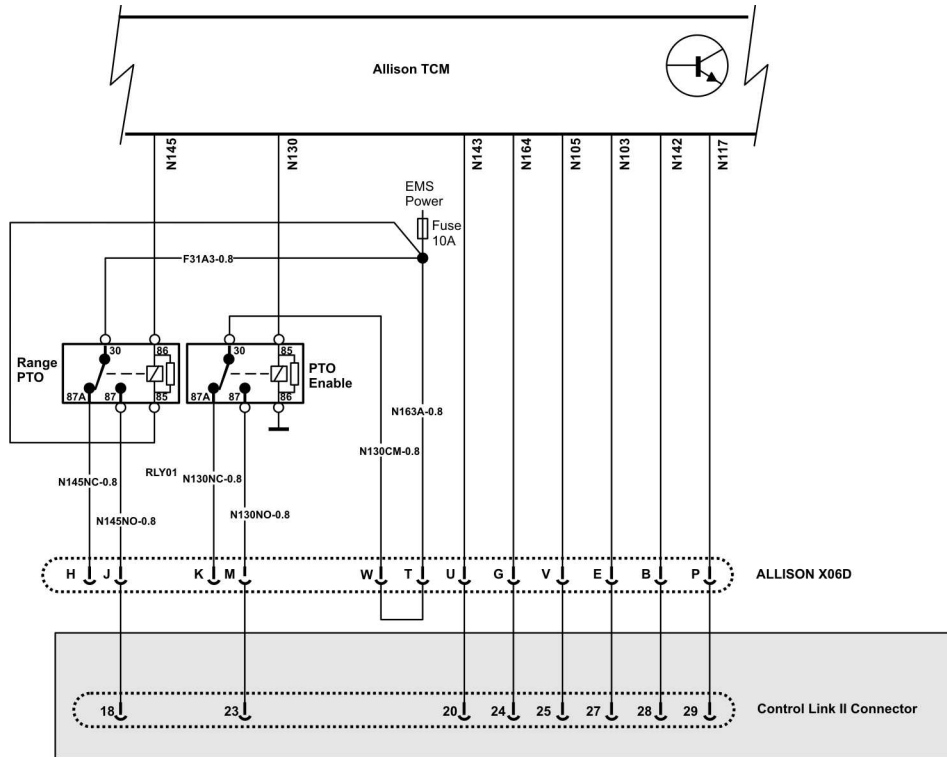 Allison TCM
N145
N130
N143
N164
N105
N103
N142
N117
EMS
Power
Fuse
10A
F31A3-0.8
Range
PTO
30
86
87A
87
85
30
85
87A
87
86
PTO
Enable
N163A-0.8
N130CM-0.8
RLY01
N145NC-0.8
N130NC-0.8
N145NO-0.8
N130NO-0.8
H J K M W T U G V E B P
ALLISON X06D
18 23 20 24 25 27 28 29
Control Link II Connector